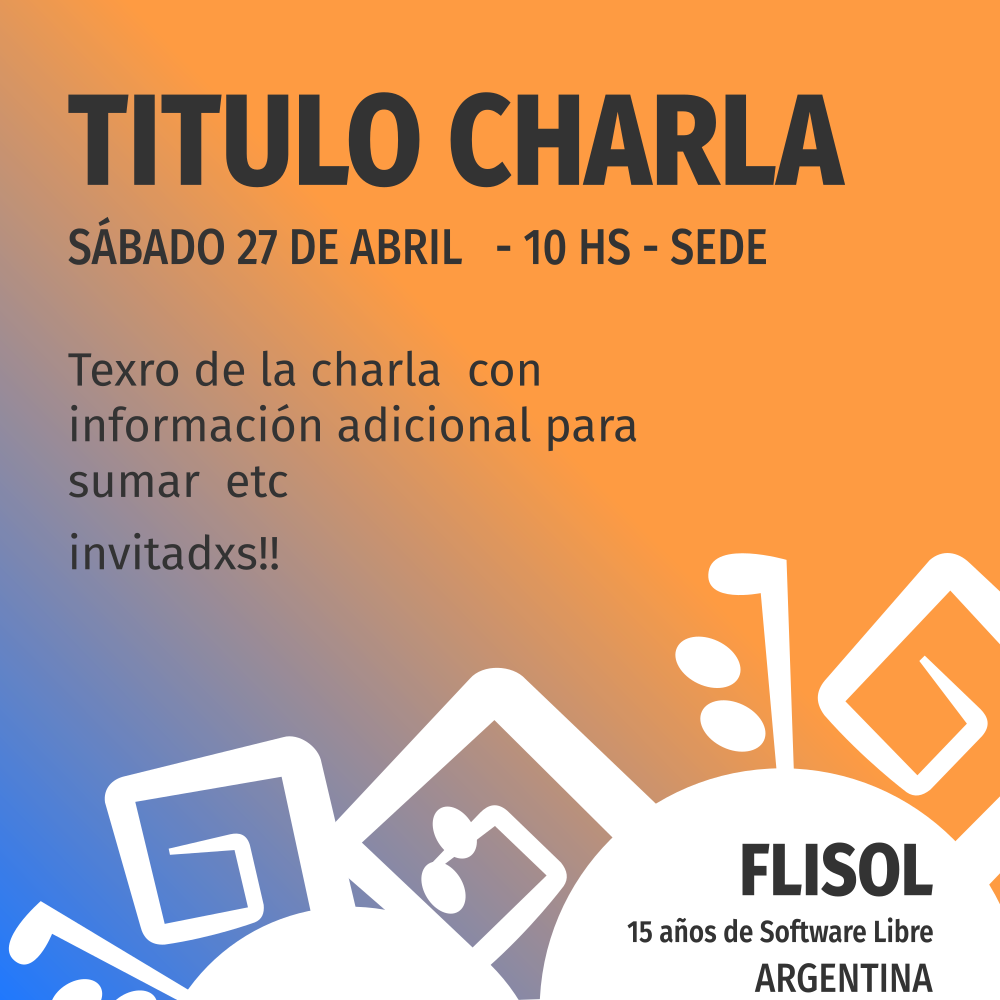 TITULO CHARLA
SÁBADO 27 DE ABRIL - 10 HS - SEDE
Texro de la charla con
información adicional para
sumar etc
invitadxs!!
FLISOL
15 años de Software Libre
ARGENTINA